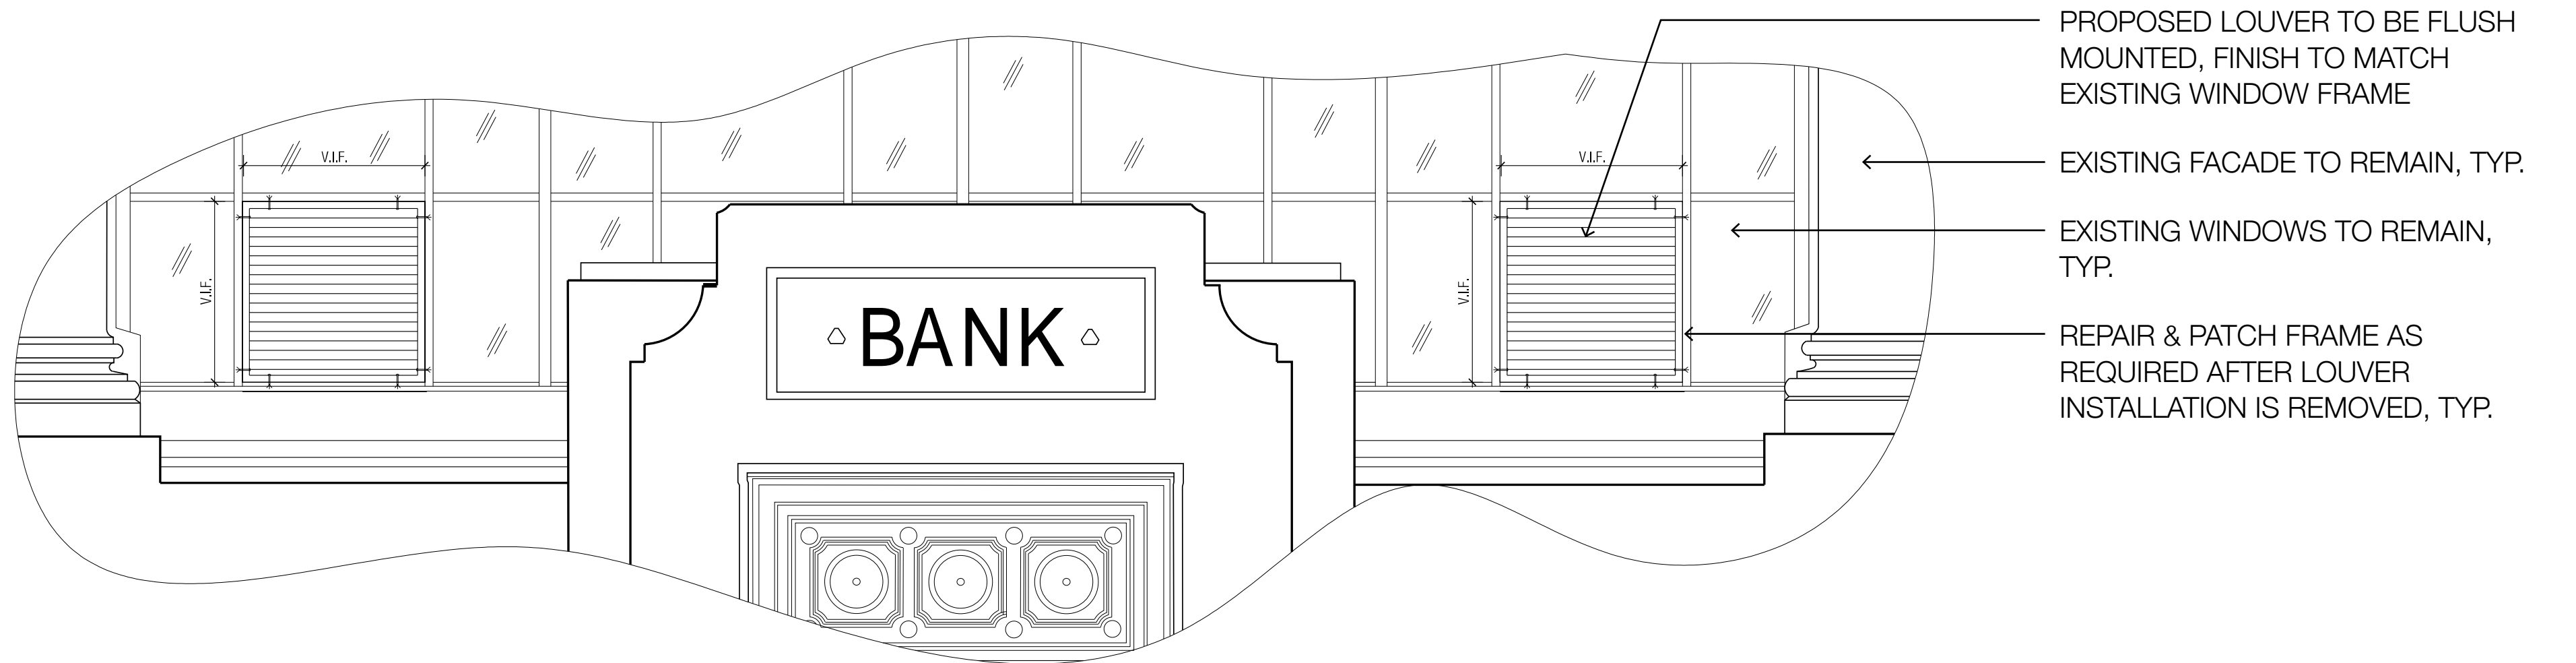 PROPOSED LOUVER TO BE FLUSH
MOUNTED, FINISH TO MATCH
EXISTING WINDOW FRAME
V.I.F.
V.I.F.
EXISTING FACADE TO REMAIN, TYP.
EXISTING WINDOWS TO REMAIN,
TYP.
V.I.F.
V.I.F.
BANK
REPAIR & PATCH FRAME AS
REQUIRED AFTER LOUVER
INSTALLATION IS REMOVED, TYP.